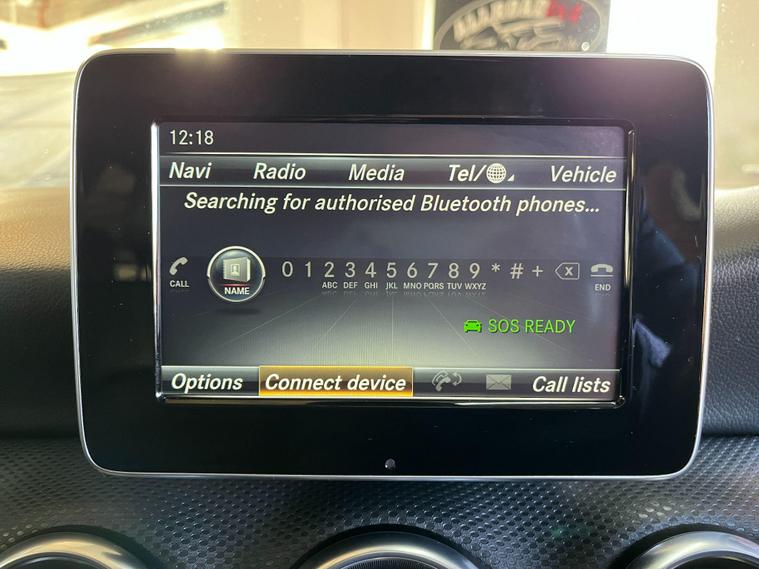 ALLROAD 4x4
12:18
Navi Radio Media Tel/ Vehicle
Searching for authorised Bluetooth phones...
CALL NAME 0 1 2 3 4 5 6 7 8 9 * # + END
ABC DEF GHI JKL MNO PQRS TUV WXYZ
SOS READY
Options Connect device Call lists